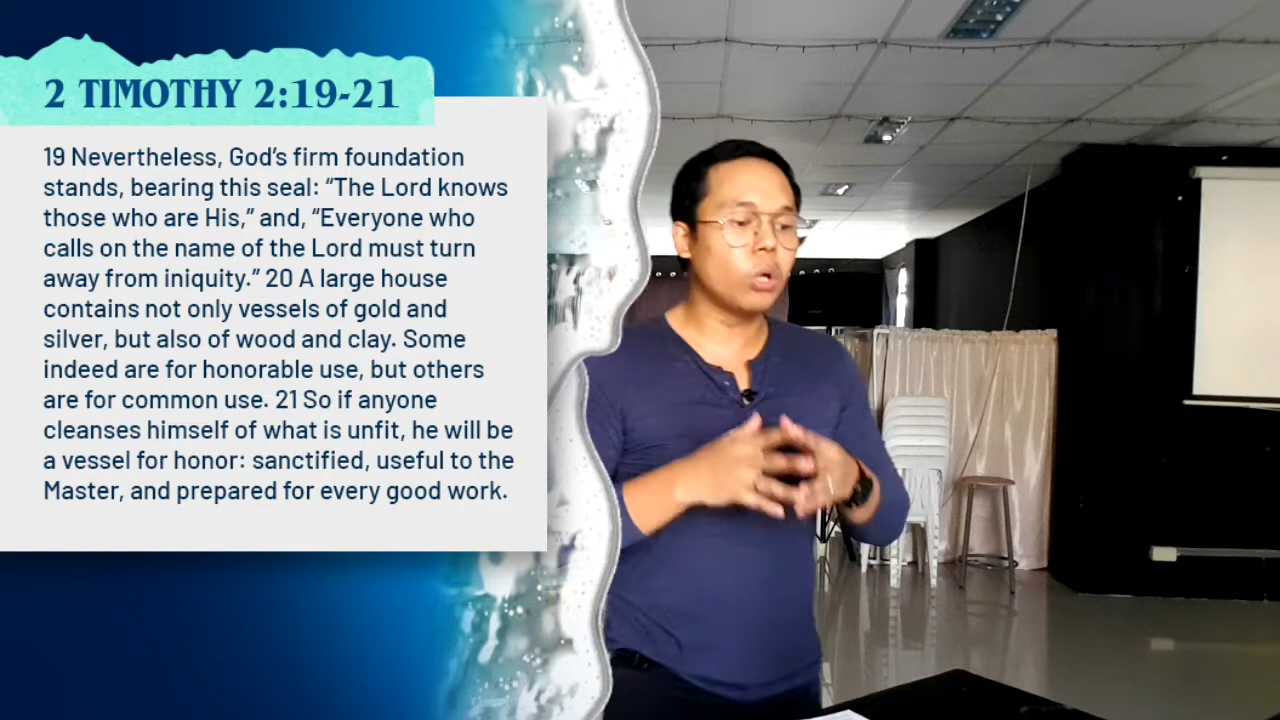 2 TIMOTHY 2:19-21
19 Nevertheless, God's firm foundation
stands, bearing this seal: “The Lord knows
those who are His,” and, “Everyone who
calls on the name of the Lord must turn
away from iniquity.” 20 A large house
contains not only vessels of gold and
silver, but also of wood and clay. Some
indeed are for honorable use, but others
are for common use. 21 So if anyone
cleanses himself of what is unfit, he will be
a vessel for honor: sanctified, useful to the
Master, and prepared for every good work.